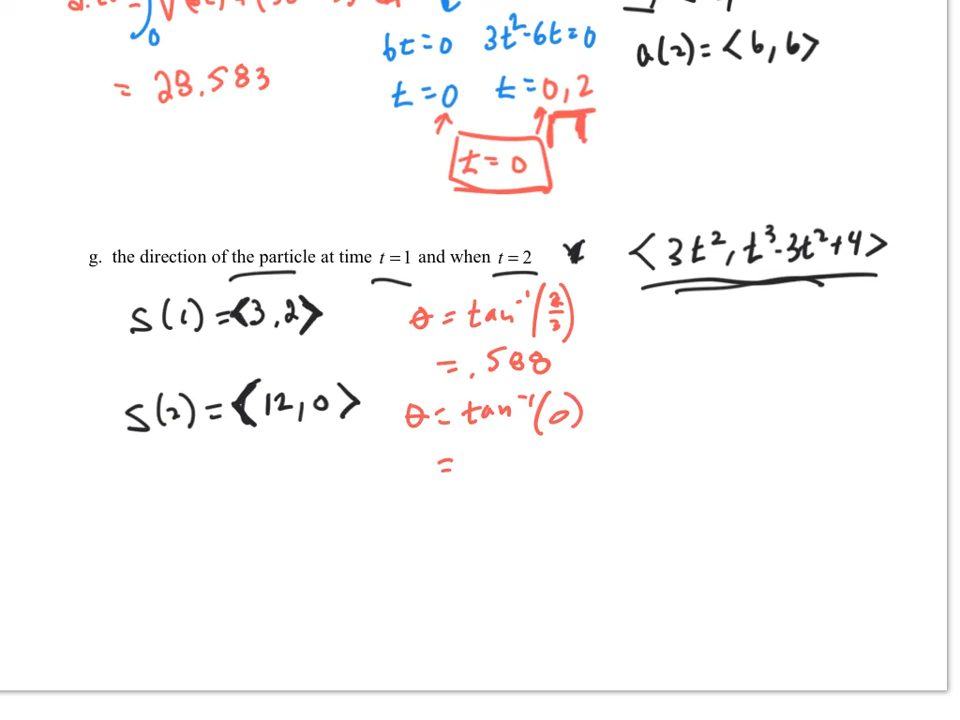 = 28.583
6t=0 3t²-6t=0
t=0 t=0,2
t=0
a(2)=<6,6>
g. the direction of the particle at time t = 1 and when t = 2
<3t², t³-3t²+4>
s(1)=<3,2> θ = tan⁻¹(2/3)
= .588
s(2)=<12,0> θ= tan⁻¹(0)
=